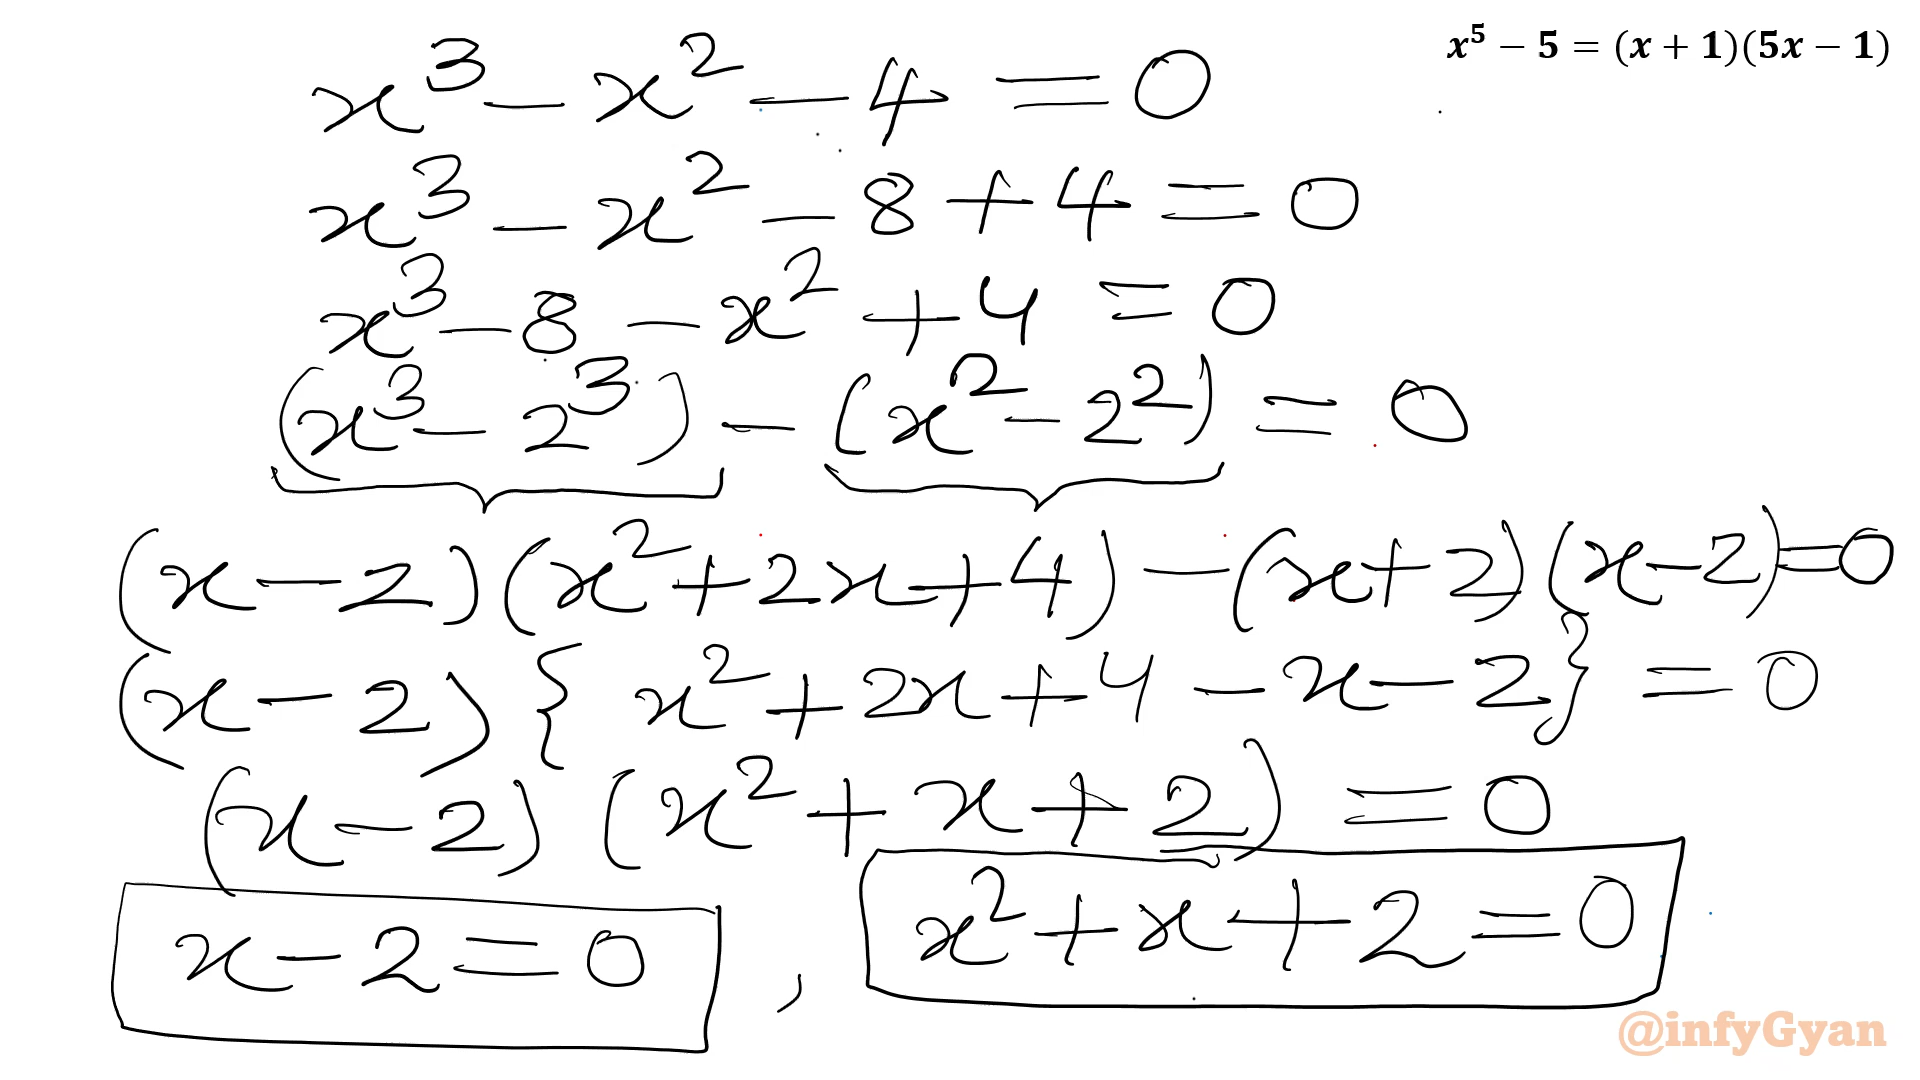 x⁵ − 5 = (x + 1)(5x − 1)
x³ − x² − 4 = 0
x³ − x² − 8 + 4 = 0
x³ − 8 − x² + 4 = 0
(x³ − 2³) − (x² − 2²) = 0
(x − 2)(x² + 2x + 4) − (x + 2)(x − 2) = 0
(x − 2){x² + 2x + 4 − x − 2} = 0
(x − 2)(x² + x + 2) = 0
x − 2 = 0 , x² + x + 2 = 0
@infyGyan